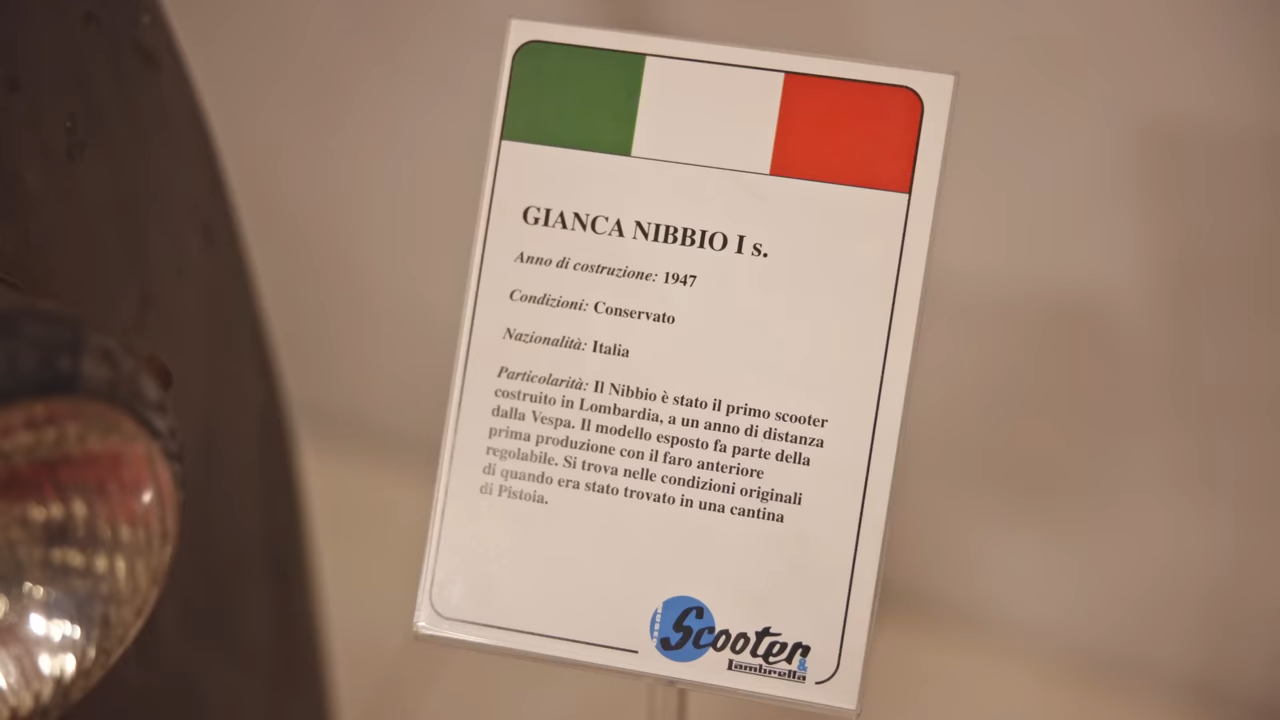 GIANCA NIBBIO I s.
Anno di costruzione: 1947
Condizioni: Conservato
Nazionalità: Italia
Particolarità: Il Nibbio è stato il primo scooter
costruito in Lombardia, a un anno di distanza
dalla Vespa. Il modello esposto fa parte della
prima produzione con il faro anteriore
regolabile. Si trova nelle condizioni originali
di quando era stato trovato in una cantina
di Pistoia.
Scooter
& Lambretta